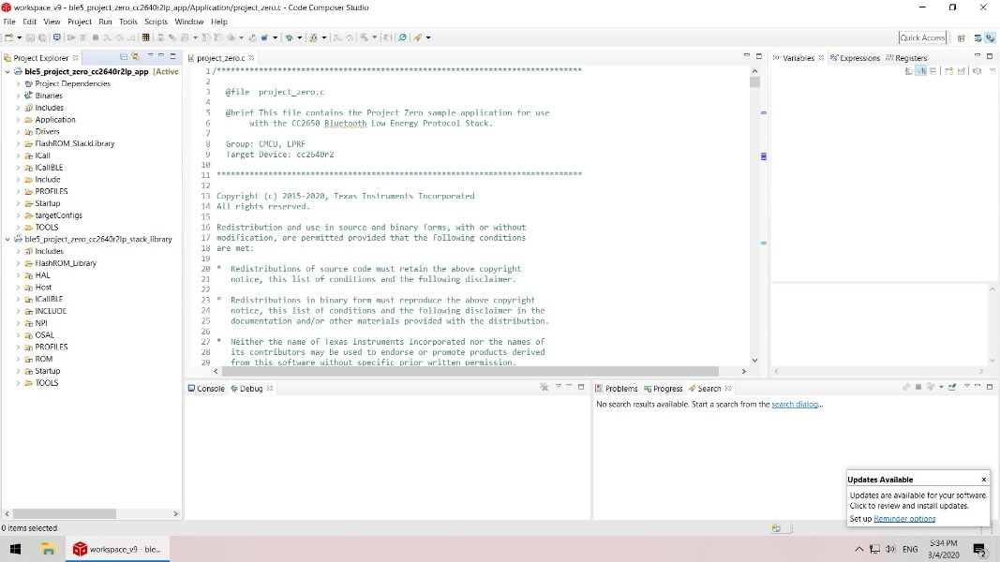 workspace_v9 - ble5_project_zero_cc2640r2lp_app/Application/project_zero.c - Code Composer Studio
File Edit View Project Run Tools Scripts Window Help
Quick Access
Project Explorer
ble5_project_zero_cc2640r2lp_app [Active
Project Dependencies
Binaries
Includes
Application
Drivers
FlashROM_StackLibrary
ICall
ICallBLE
Include
PROFILES
Startup
targetConfigs
TOOLS
ble5_project_zero_cc2640r2lp_stack_library
Includes
FlashROM_Library
HAL
Host
ICallBLE
INCLUDE
NPI
OSAL
PROFILES
ROM
Startup
TOOLS
project_zero.c
1 /******************************************************************************
2
3 @file project_zero.c
4
5 @brief This file contains the Project Zero sample application for use
6 with the CC2650 Bluetooth Low Energy Protocol Stack.
7
8 Group: CMCU, LPRF
9 Target Device: cc2640r2
10
11 ******************************************************************************
12
13 Copyright (c) 2015-2020, Texas Instruments Incorporated
14 All rights reserved.
15
16 Redistribution and use in source and binary forms, with or without
17 modification, are permitted provided that the following conditions
18 are met:
19
20 * Redistributions of source code must retain the above copyright
21 notice, this list of conditions and the following disclaimer.
22
23 * Redistributions in binary form must reproduce the above copyright
24 notice, this list of conditions and the following disclaimer in the
25 documentation and/or other materials provided with the distribution.
26
27 * Neither the name of Texas Instruments Incorporated nor the names of
28 its contributors may be used to endorse or promote products derived
29 from this software without specific prior written permission.
Variables Expressions Registers
Console Debug
Problems Progress Search
No search results available. Start a search from the search dialog...
Updates Available
Updates are available for your software.
Click to review and install updates.
Set up Reminder options
0 items selected
workspace_v9 - ble...
ENG
5:34 PM
3/4/2020
2